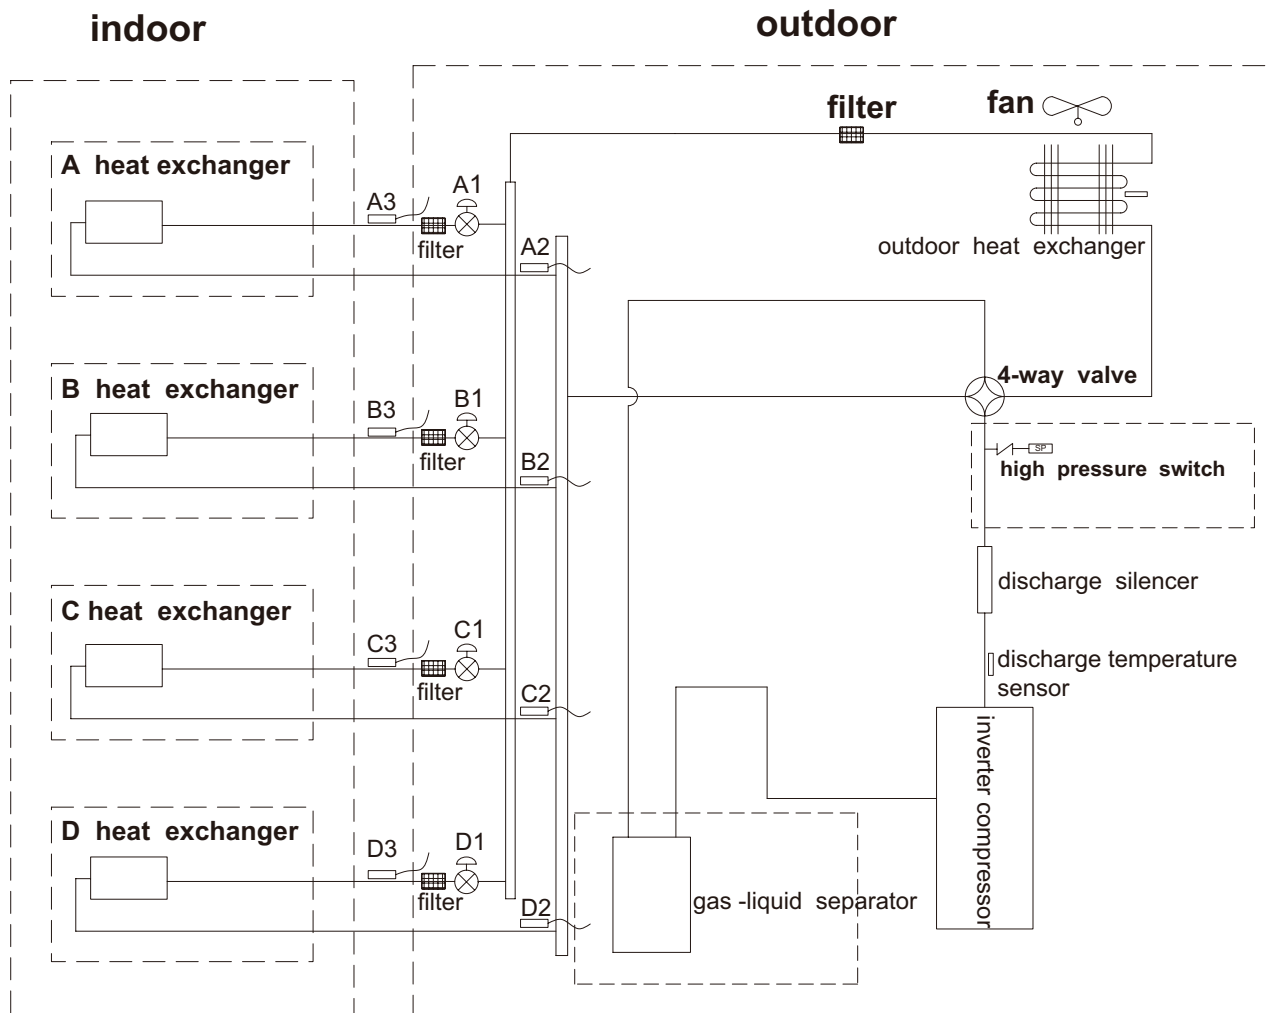 indoor
outdoor
filter
fan
A heat exchanger
A3
A1
filter
A2
outdoor heat exchanger
B heat exchanger
B3
B1
filter
B2
4-way valve
SP
high pressure switch
C heat exchanger
C3
C1
filter
C2
discharge silencer
discharge temperature
sensor
inverter compressor
D heat exchanger
D3
D1
filter
D2
gas -liquid separator